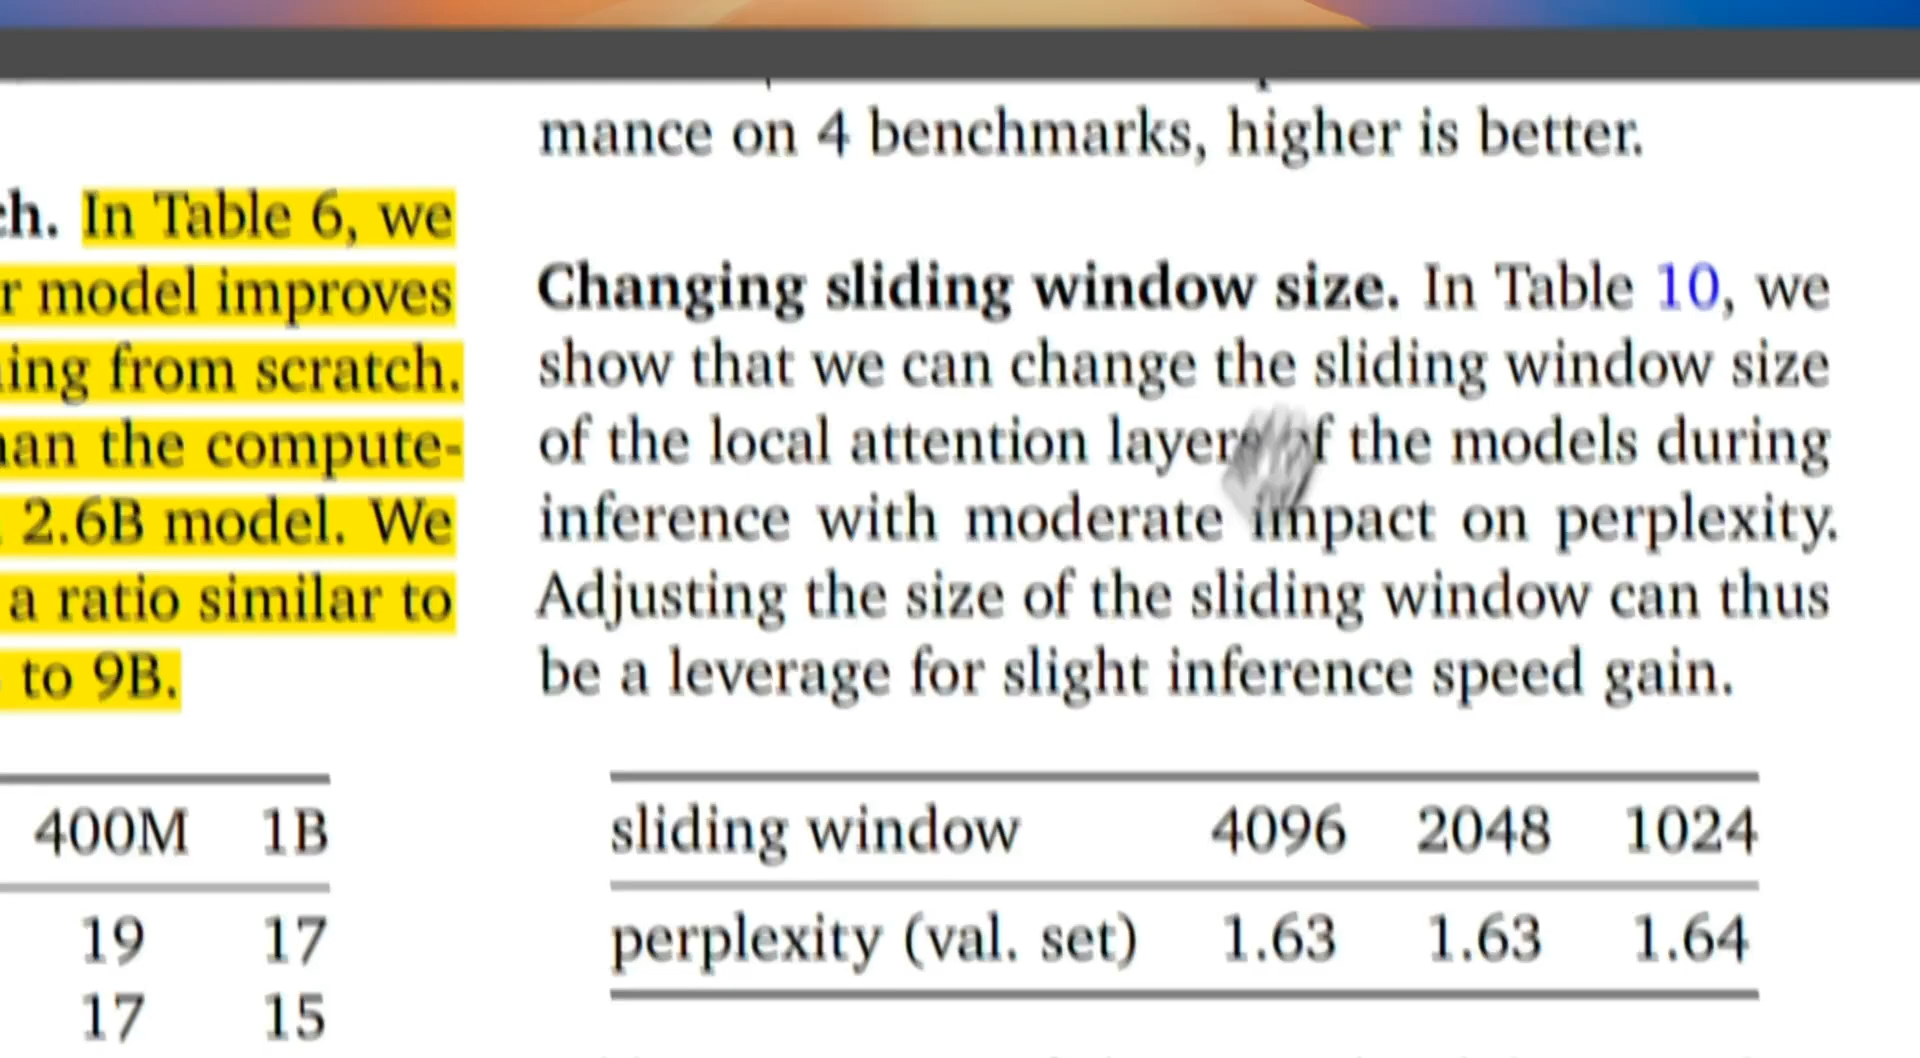 mance on 4 benchmarks, higher is better.
ch. In Table 6, we
r model improves
ing from scratch.
an the compute-
2.6B model. We
a ratio similar to
to 9B.
400M 1B
19 17
17 15
Changing sliding window size. In Table 10, we
show that we can change the sliding window size
of the local attention layers of the models during
inference with moderate impact on perplexity.
Adjusting the size of the sliding window can thus
be a leverage for slight inference speed gain.
sliding window 4096 2048 1024
perplexity (val. set) 1.63 1.63 1.64